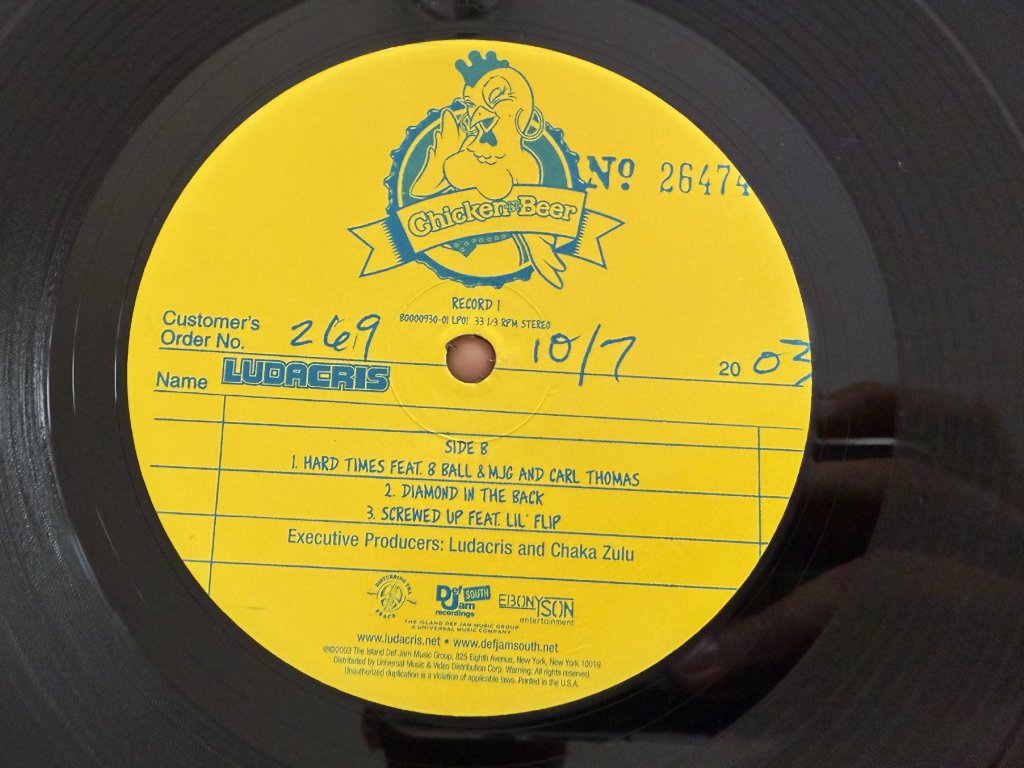 Nº 26474
Chicken -N- Beer
RECORD 1
B0000930-01 LP01 33 1/3 RPM STEREO
Customer's
Order No. 269 10/7 20 03
Name LUDACRIS
SIDE B
1. HARD TIMES FEAT. 8 BALL & MJG AND CARL THOMAS
2. DIAMOND IN THE BACK
3. SCREWED UP FEAT. LIL' FLIP
Executive Producers: Ludacris and Chaka Zulu
DISTURBING THA PEACE
Def Jam SOUTH recordings
EBONY SON entertainment
THE ISLAND DEF JAM MUSIC GROUP
A UNIVERSAL MUSIC COMPANY
www.ludacris.net • www.defjamsouth.net
℗©2003 The Island Def Jam Music Group, 825 Eighth Avenue, New York, New York 10019.
Distributed by Universal Music & Video Distribution Corp. Warning: All rights reserved.
Unauthorized duplication is a violation of applicable laws. Printed in the U.S.A.